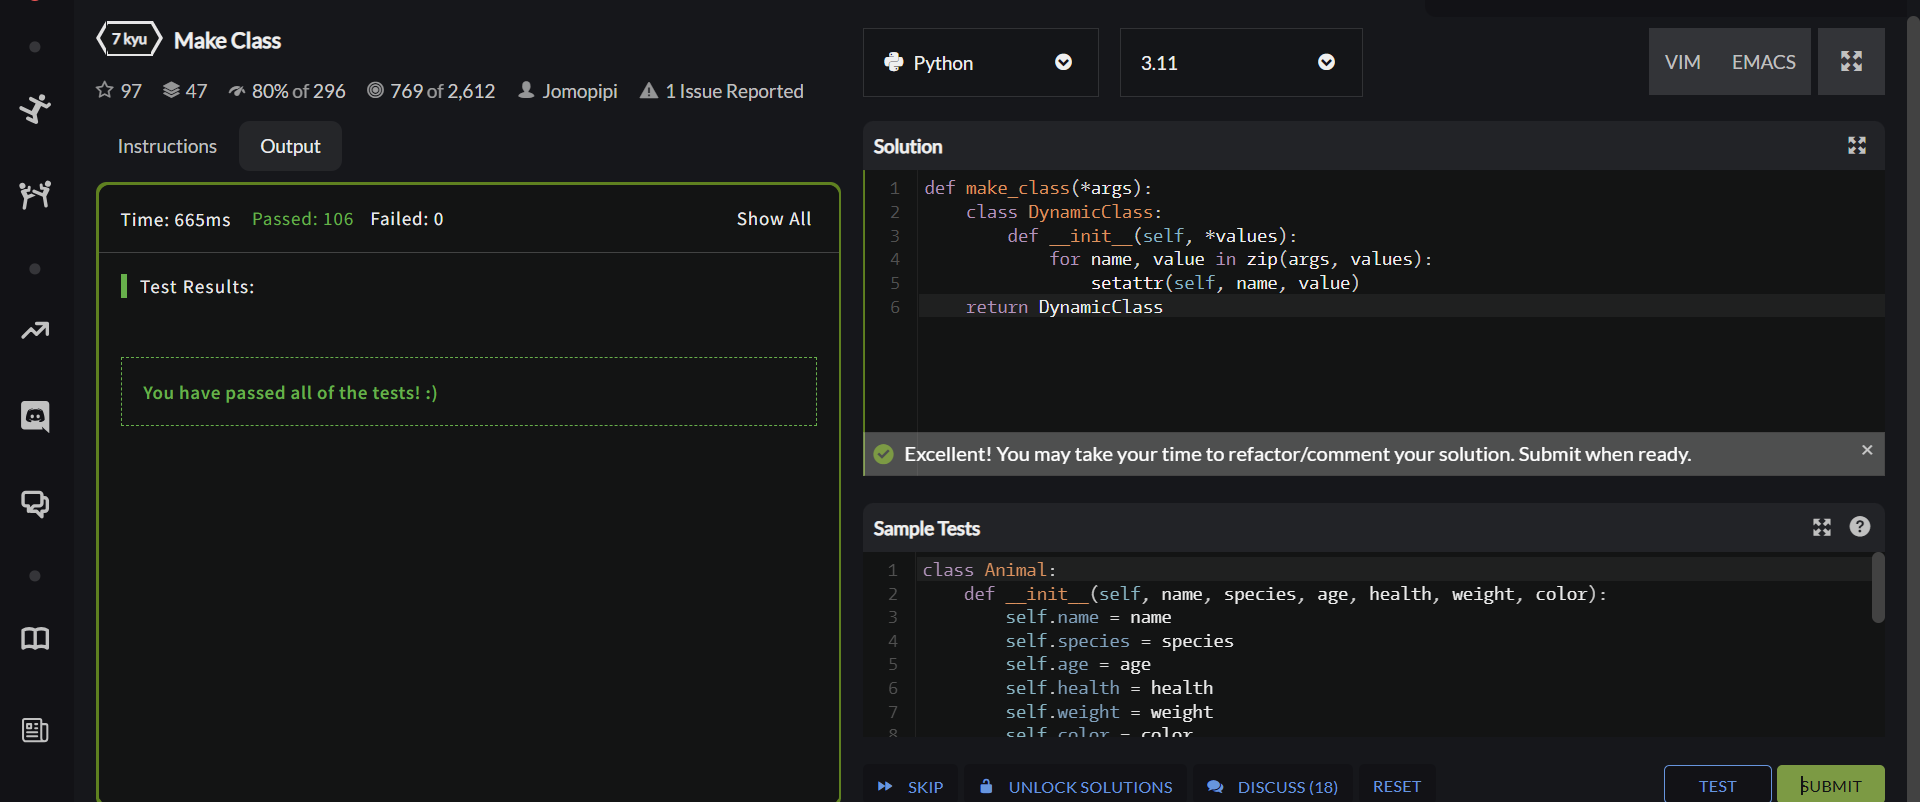 7 kyu
Make Class
97 47 80% of 296 769 of 2,612 Jomopipi 1 Issue Reported
Instructions
Output
Time: 665ms Passed: 106 Failed: 0 Show All
Test Results:
You have passed all of the tests! :)
Python
3.11
VIM
EMACS
Solution
1 def make_class(*args):
2     class DynamicClass:
3         def __init__(self, *values):
4             for name, value in zip(args, values):
5                 setattr(self, name, value)
6     return DynamicClass
Excellent! You may take your time to refactor/comment your solution. Submit when ready.
Sample Tests
1 class Animal:
2     def __init__(self, name, species, age, health, weight, color):
3         self.name = name
4         self.species = species
5         self.age = age
6         self.health = health
7         self.weight = weight
8         self.color = color
SKIP
UNLOCK SOLUTIONS
DISCUSS (18)
RESET
TEST
SUBMIT